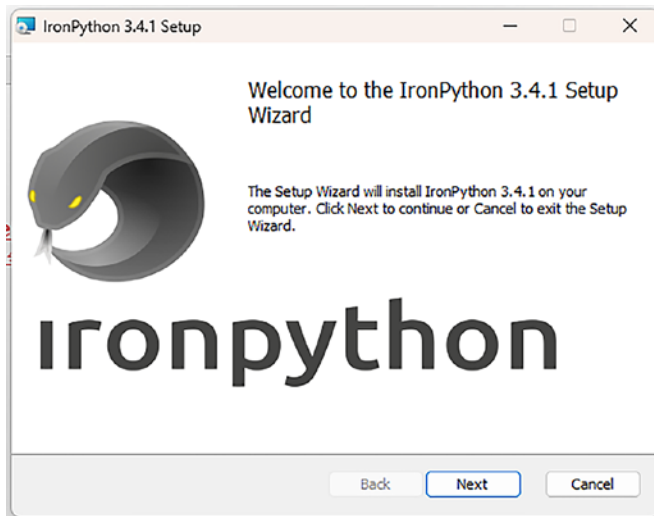 IronPython 3.4.1 Setup
Welcome to the IronPython 3.4.1 Setup
Wizard
The Setup Wizard will install IronPython 3.4.1 on your
computer. Click Next to continue or Cancel to exit the Setup
Wizard.
ironpython
Back
Next
Cancel